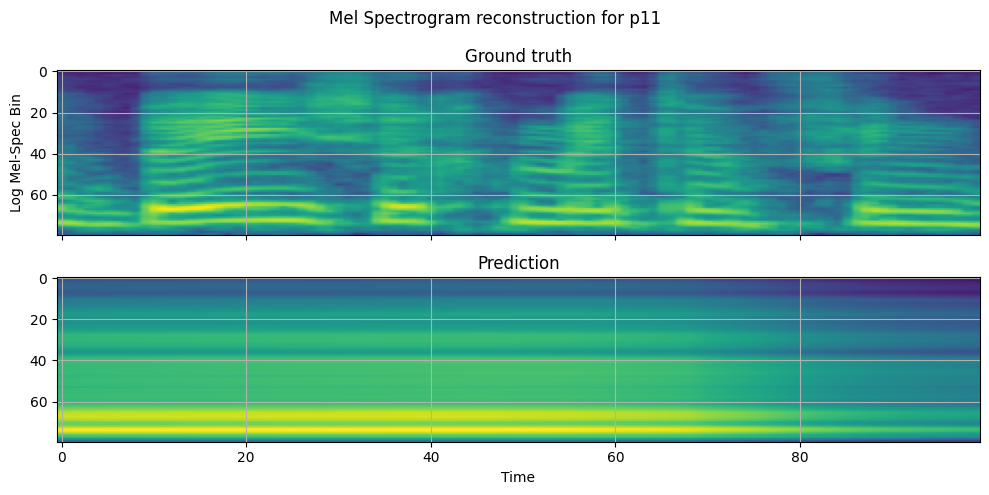 Mel Spectrogram reconstruction for p11
Ground truth
0
20
40
60
Log Mel-Spec Bin
Prediction
0
20
40
60
0 20 40 60 80
Time